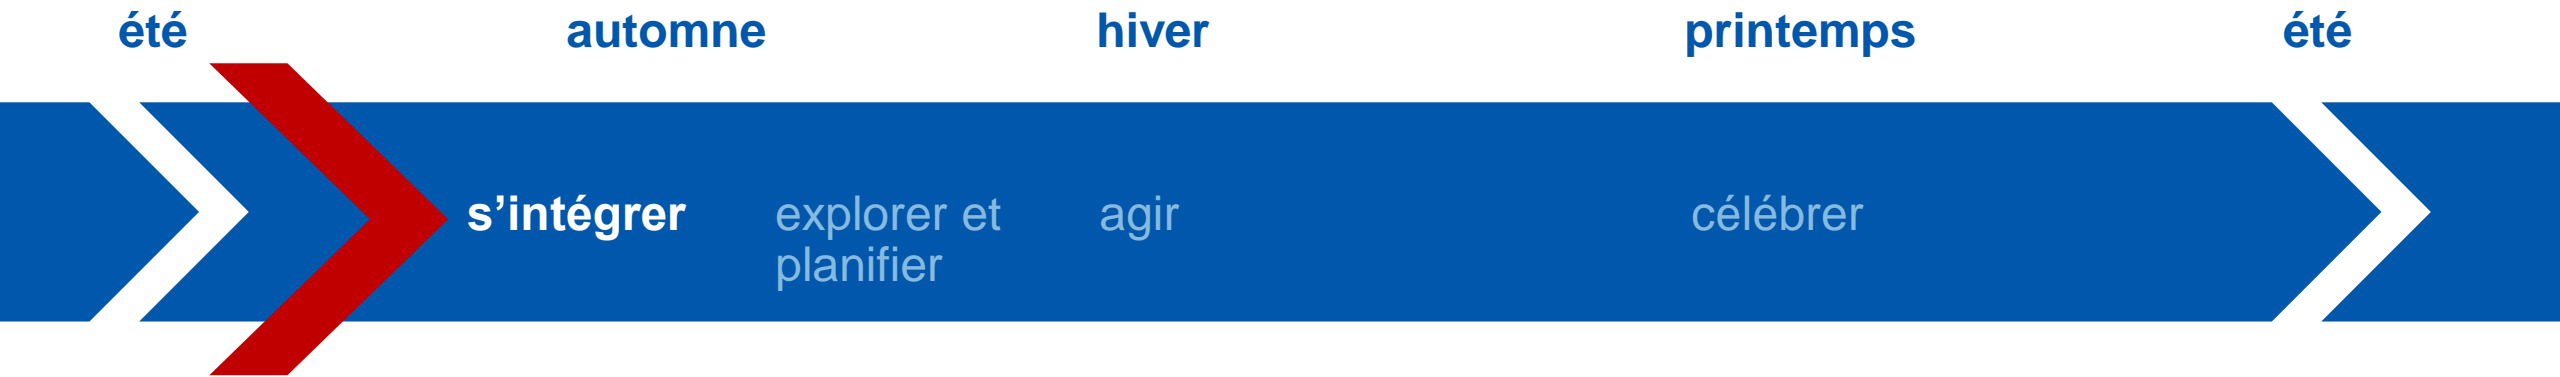 été automne hiver printemps été
s’intégrer explorer et agir célébrer
planifier